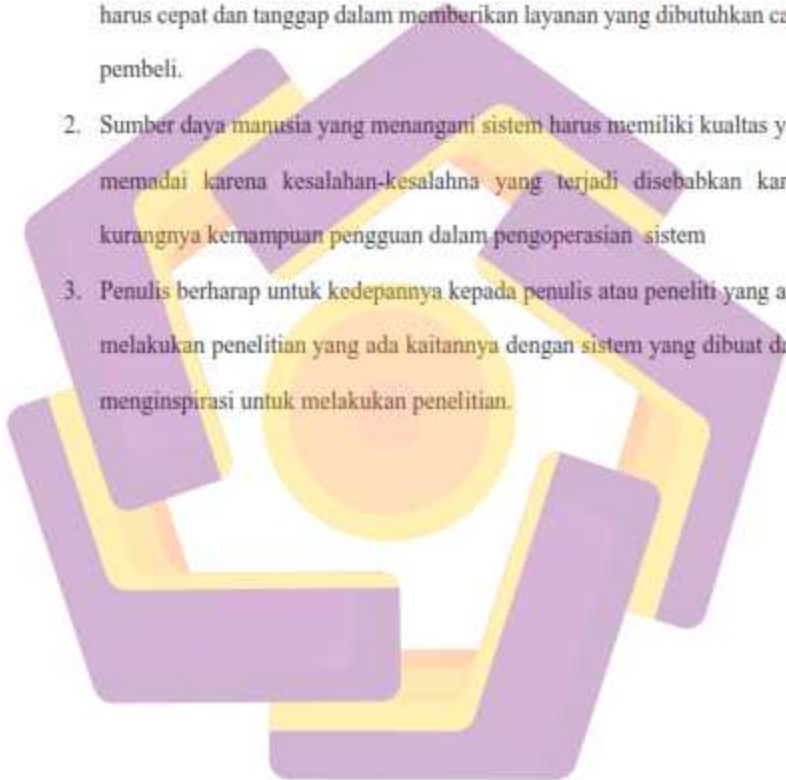 harus cepat dan tanggap dalam memberikan layanan yang dibutuhkan ca
pembeli.
2. Sumber daya manusia yang menangani sistem harus memiliki kualtas y
memadai karena kesalahan-kesalahna yang terjadi disebabkan kar
kurangnya kemampuan pengguan dalam pengoperasian sistem
3. Penulis berharap untuk kedepannya kepada penulis atau peneliti yang a
melakukan penelitian yang ada kaitannya dengan sistem yang dibuat da
menginspirasi untuk melakukan penelitian.